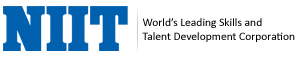 NIIT
World's Leading Skills and
Talent Development Corporation